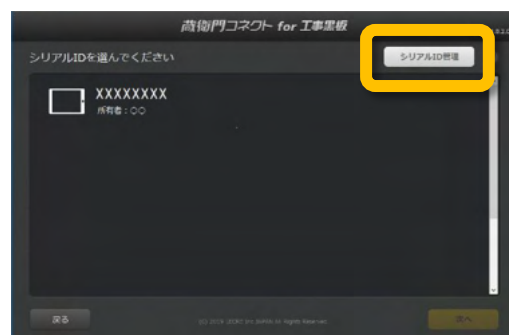 蔵衛門コネクト for 工事黒板
シリアルIDを選んでください
シリアルID管理
XXXXXXXX
所有者：○○
戻る
次へ